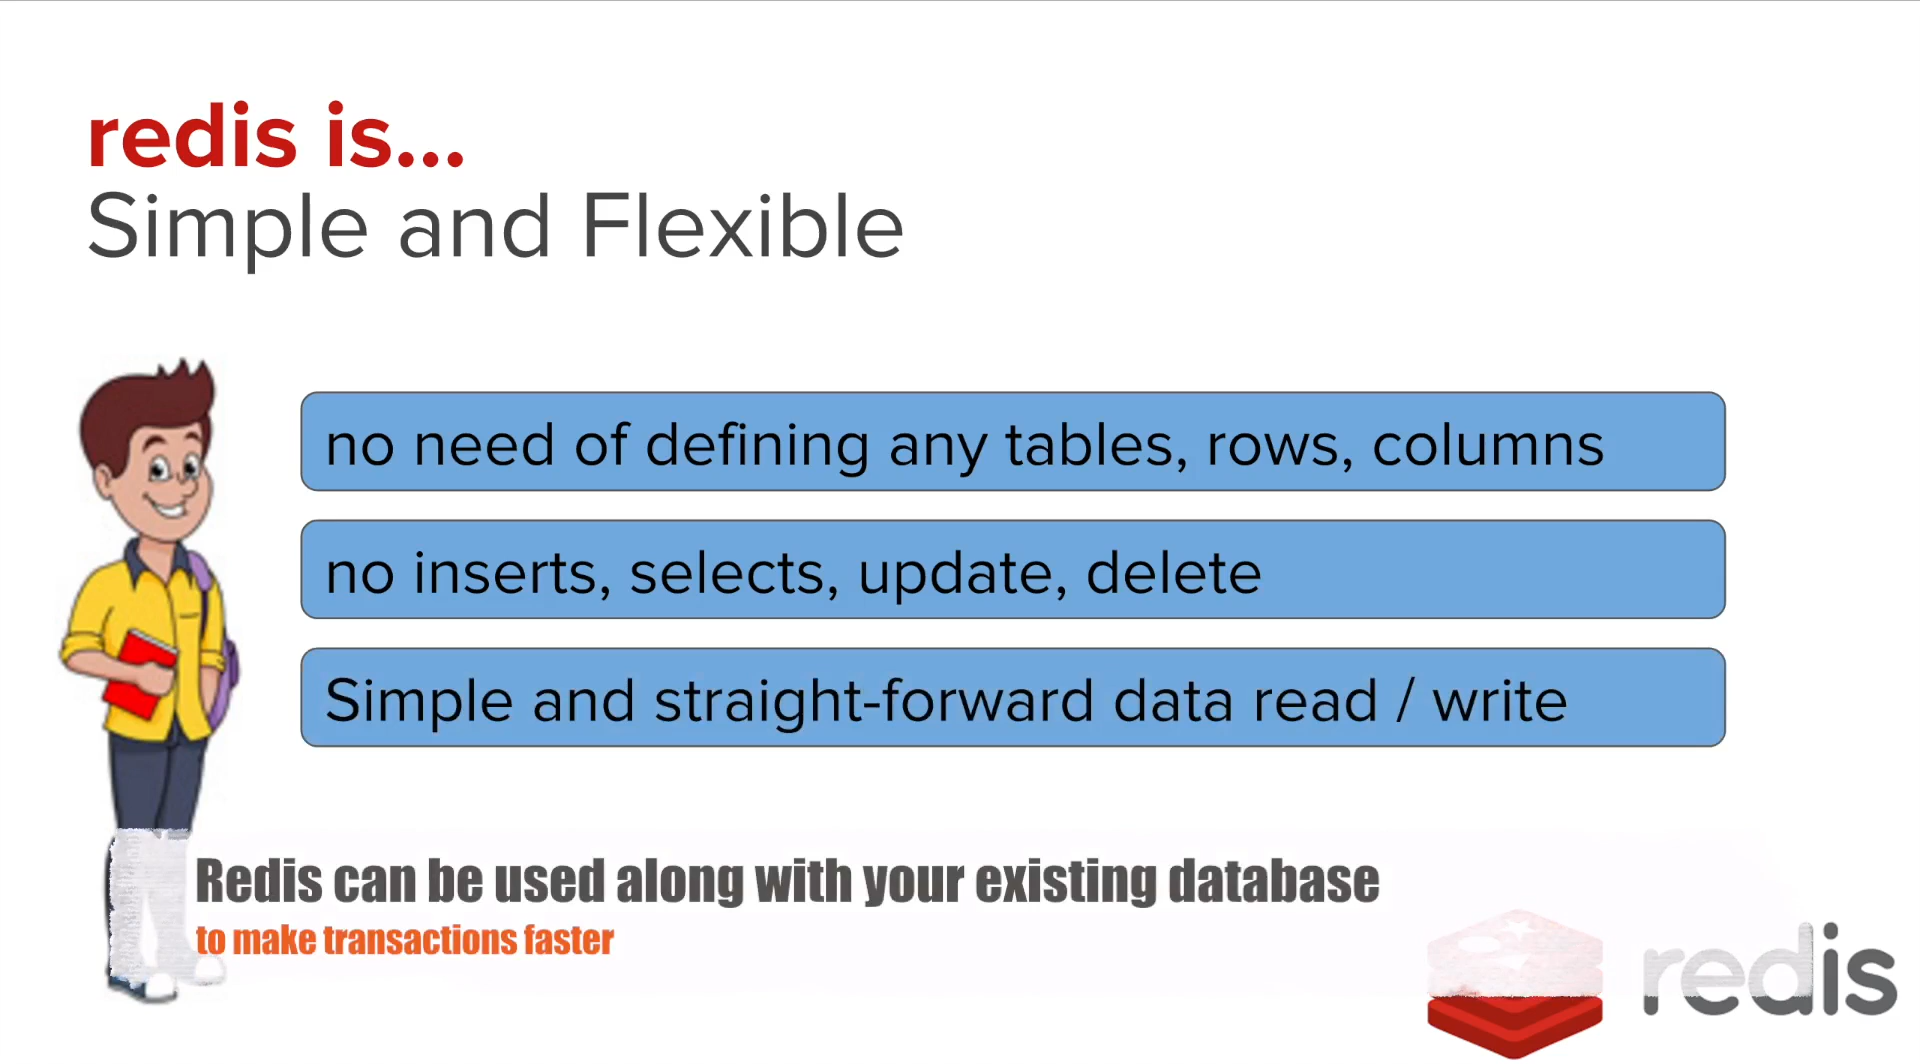 redis is...
Simple and Flexible
no need of defining any tables, rows, columns
no inserts, selects, update, delete
Simple and straight-forward data read / write
Redis can be used along with your existing database
to make transactions faster
redis